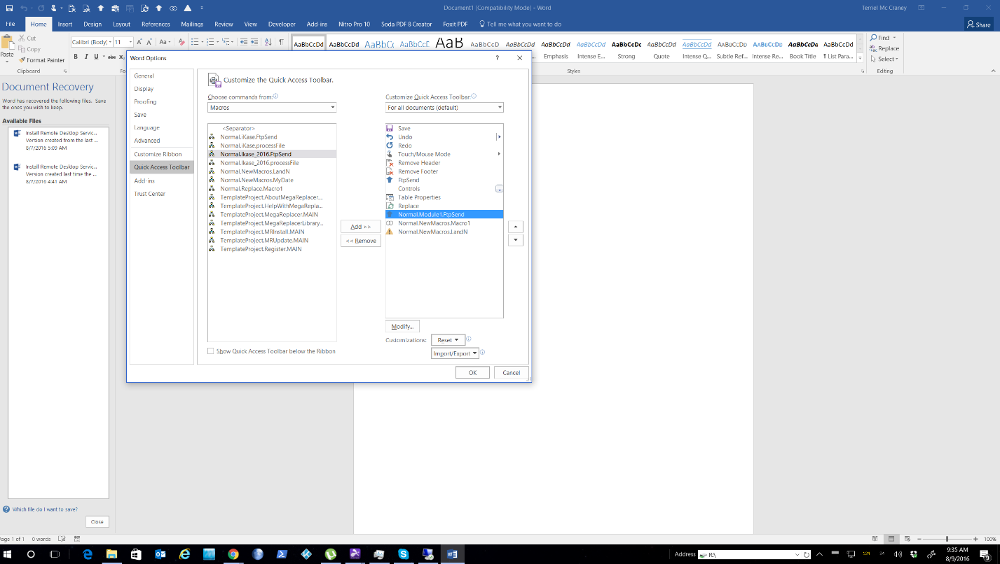 Document1 [Compatibility Mode] - Word
Terriel Mc Craney
File Home Insert Design Layout References Mailings Review View Developer Add-ins Nitro Pro 10 Soda PDF 8 Creator Foxit PDF Tell me what you want to do
Share
Paste
Cut
Copy
Format Painter
Clipboard
Calibri (Body) 11
Aa
B I U abc
AaBbCcDd AaBbCcDd AaBbC AaBbCcE AaB AaBbCcD AaBbCcDd AaBbCcDd AaBbCcDd AaBbCcDd AaBbCcDd AaBbCcDd AaBbCcDd AaBbCcDd AaBbCcDd AaBbCcDd
Emphasis Intense E... Strong Quote Intense Q... Subtle Ref... Intense Re... Book Title ¶ List Para...
Styles
Find
Replace
Select
Editing
Document Recovery
Word has recovered the following files. Save
the ones you wish to keep.
Available Files
Install Remote Desktop Servic...
Version created from the last ...
8/7/2016 5:09 AM
Install Remote Desktop Servic...
Version created last time the ...
8/7/2016 4:41 AM
Which file do I want to save?
Close
Word Options
General
Display
Proofing
Save
Language
Advanced
Customize Ribbon
Quick Access Toolbar
Add-ins
Trust Center
Customize the Quick Access Toolbar.
Choose commands from:
Macros
<Separator>
Normal.iKase.FtpSend
Normal.iKase.processFile
Normal.Ikase_2016.FtpSend
Normal.Ikase_2016.processFile
Normal.NewMacros.LandN
Normal.NewMacros.MyDate
Normal.Replace.Macro1
TemplateProject.AboutMegaReplacer...
TemplateProject.HelpWithMegaRepla...
TemplateProject.MegaReplacer.MAIN
TemplateProject.MegaReplacerLibrary...
TemplateProject.MRInstall.MAIN
TemplateProject.MRUpdate.MAIN
TemplateProject.Register.MAIN
Show Quick Access Toolbar below the Ribbon
Add >>
<< Remove
Customize Quick Access Toolbar:
For all documents (default)
Save
Undo
Redo
Touch/Mouse Mode
Remove Header
Remove Footer
FtpSend
Controls
Table Properties
Replace
Normal.Module1.FtpSend
Normal.NewMacros.Macro1
Normal.NewMacros.LandN
Modify...
Customizations: Reset
Import/Export
OK Cancel
Page 1 of 1 0 words
100%
Address R:\
9:35 AM
8/9/2016